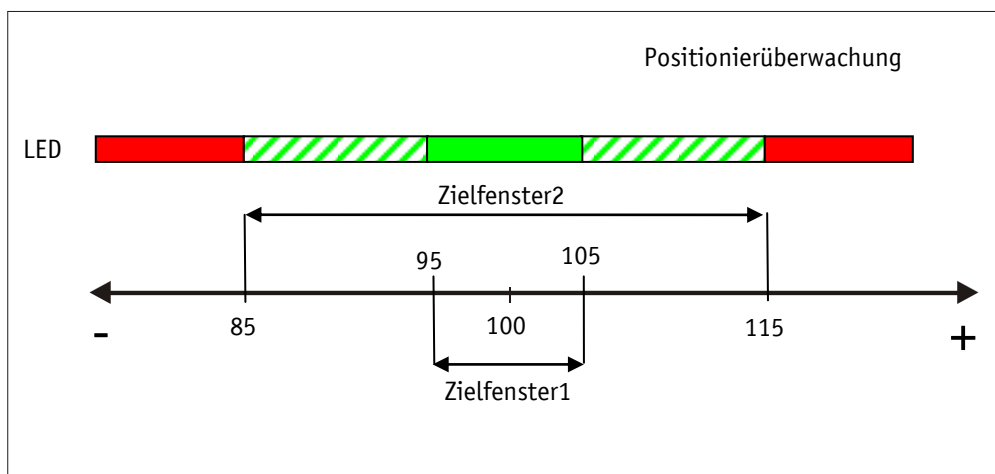 Positionierüberwachung
LED
Zielfenster2
95 105
- 85 100 115 +
Zielfenster1